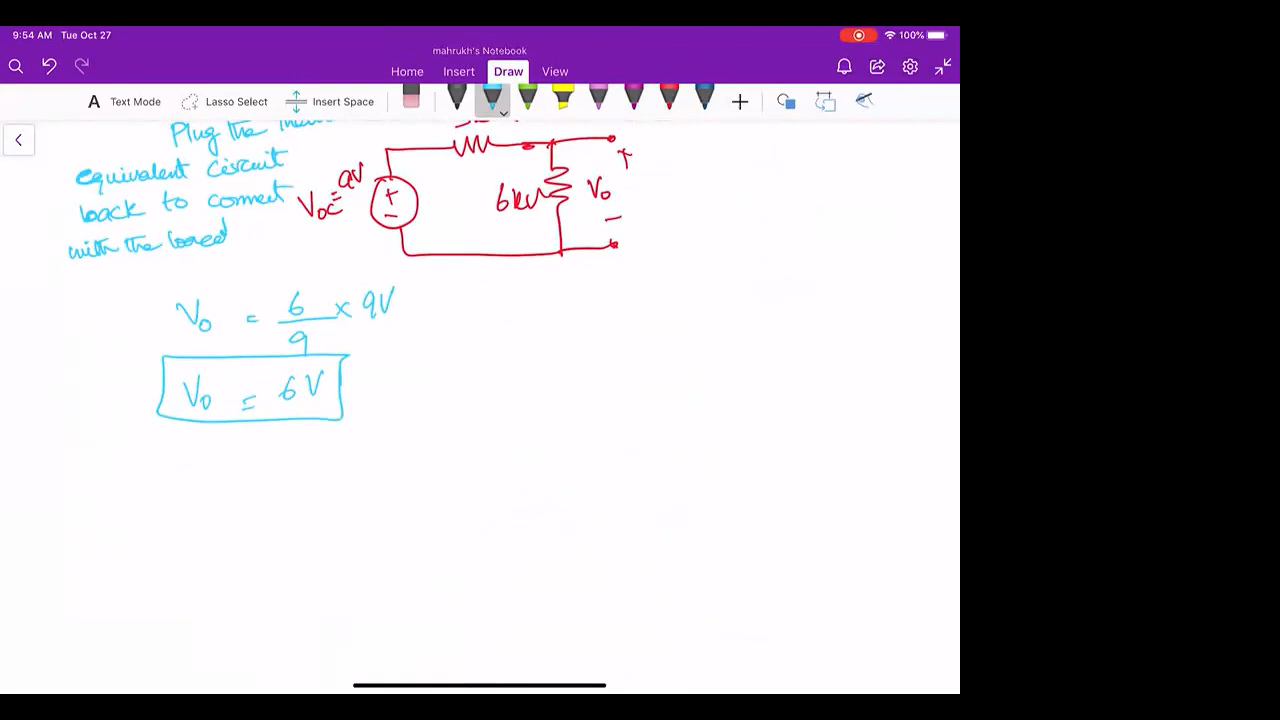 9:54 AM Tue Oct 27
100%
mahrukh's Notebook
Home Insert Draw View
A Text Mode Lasso Select Insert Space
Plug the
equivalent circuit
back to connect
with the load
Voc = 9V
+
-
6kΩ
+
Vo
-
Vo = 6/9 × 9V
Vo = 6V